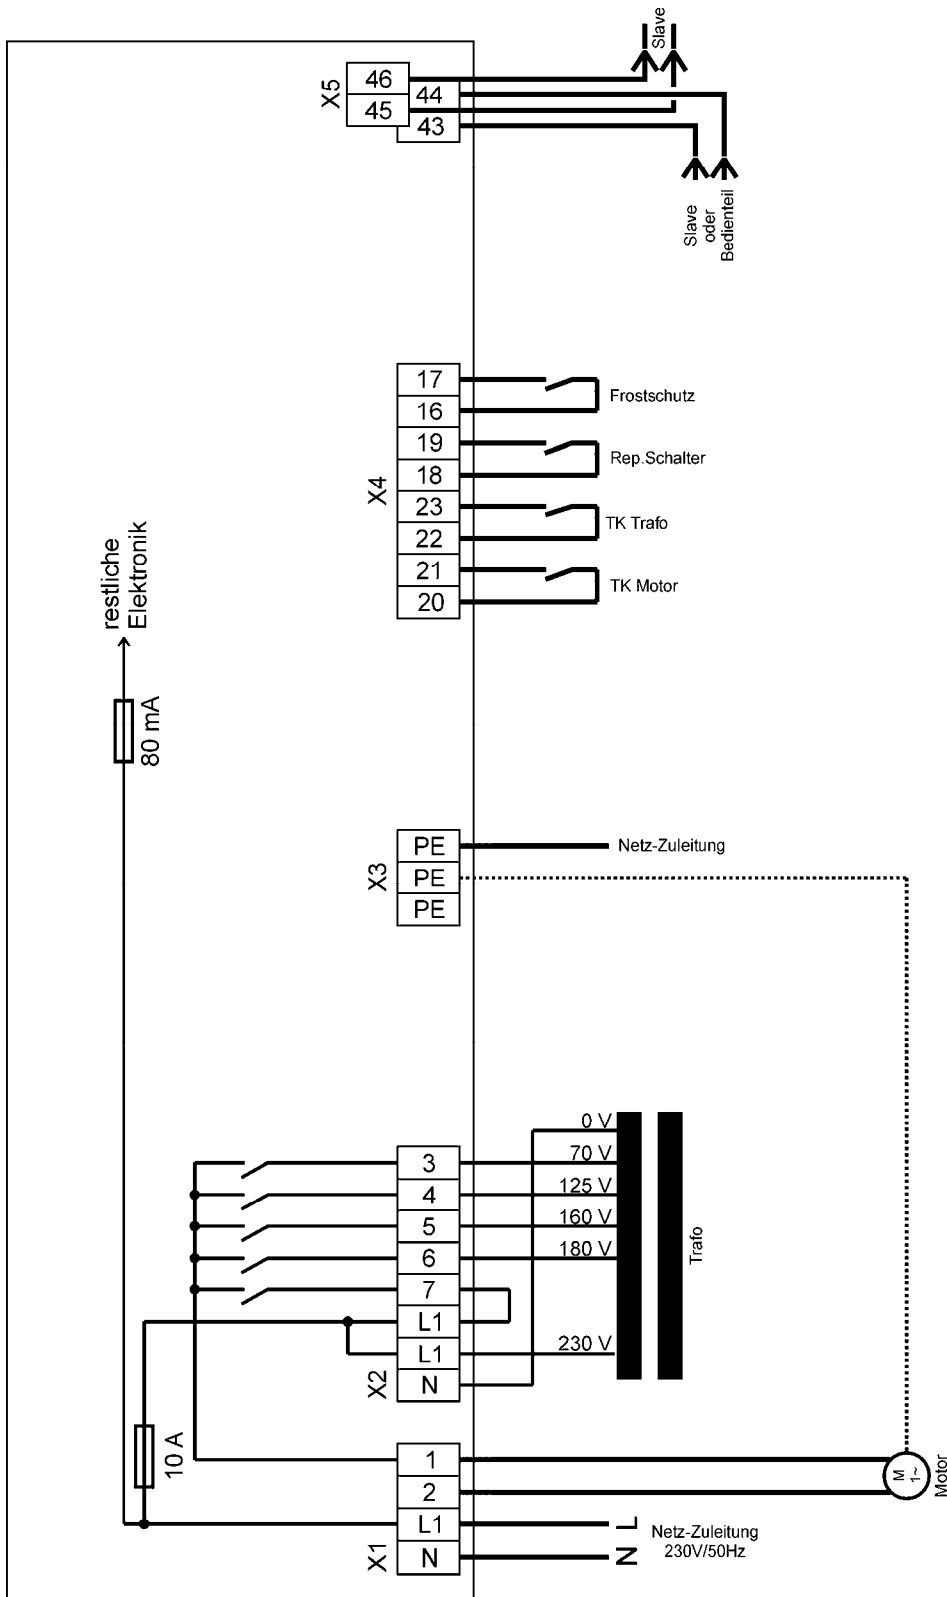 Slave
X5
46
44
45
43
Slave
oder
Bedienteil
X4
17
16
19
18
23
22
21
20
Frostschutz
Rep.Schalter
TK Trafo
TK Motor
restliche
Elektronik
80 mA
X3
PE
PE
PE
Netz-Zuleitung
0 V
70 V
125 V
160 V
180 V
230 V
Trafo
3
4
5
6
7
L1
L1
N
X2
10 A
1
2
L1
N
X1
M
1~
Motor
L
N
Netz-Zuleitung
230V/50Hz